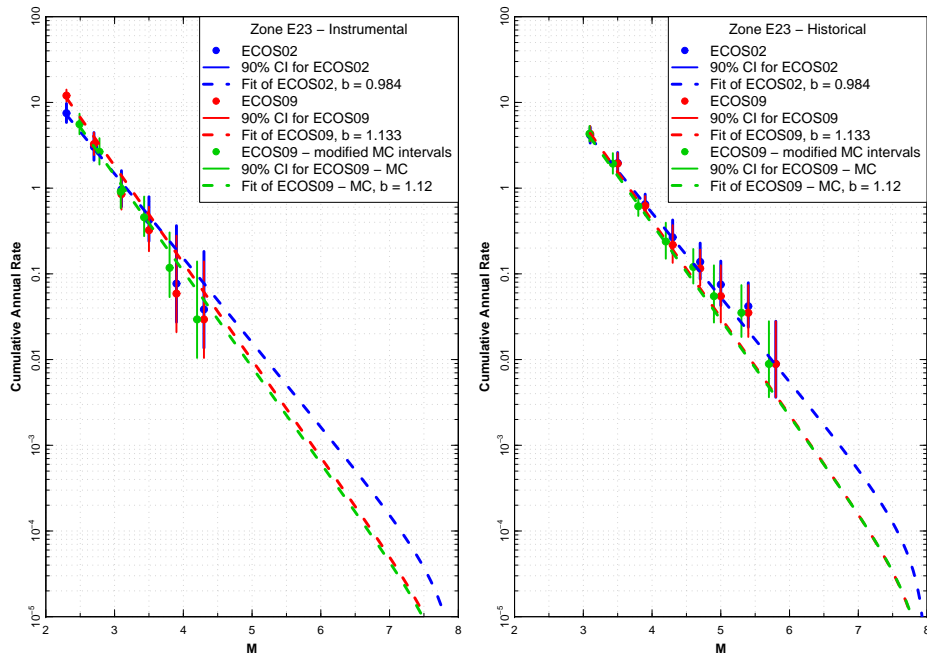 Zone E23 − Instrumental
ECOS02
90% CI for ECOS02
Fit of ECOS02, b = 0.984
ECOS09
90% CI for ECOS09
Fit of ECOS09, b = 1.133
ECOS09 − modified MC intervals
90% CI for ECOS09 − MC
Fit of ECOS09 − MC, b = 1.12
Cumulative Annual Rate
100
10
1
0.1
0.01
10⁻³
10⁻⁴
10⁻⁵
2 3 4 5 6 7 8
M
Zone E23 − Historical
ECOS02
90% CI for ECOS02
Fit of ECOS02, b = 0.984
ECOS09
90% CI for ECOS09
Fit of ECOS09, b = 1.133
ECOS09 − modified MC intervals
90% CI for ECOS09 − MC
Fit of ECOS09 − MC, b = 1.12
Cumulative Annual Rate
100
10
1
0.1
0.01
10⁻³
10⁻⁴
10⁻⁵
2 3 4 5 6 7 8
M